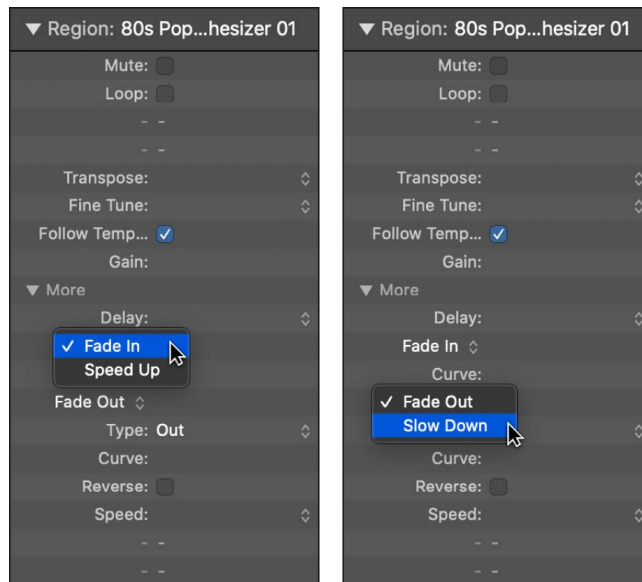 Region: 80s Pop...hesizer 01
Mute:
Loop:
- -
- -
Transpose:
Fine Tune:
Follow Temp...
Gain:
More
Delay:
✓ Fade In
Speed Up
Fade Out
Type: Out
Curve:
Reverse:
Speed:
- -
- -
Region: 80s Pop...hesizer 01
Mute:
Loop:
- -
- -
Transpose:
Fine Tune:
Follow Temp...
Gain:
More
Delay:
Fade In
Curve:
✓ Fade Out
Slow Down
Curve:
Reverse:
Speed:
- -
- -